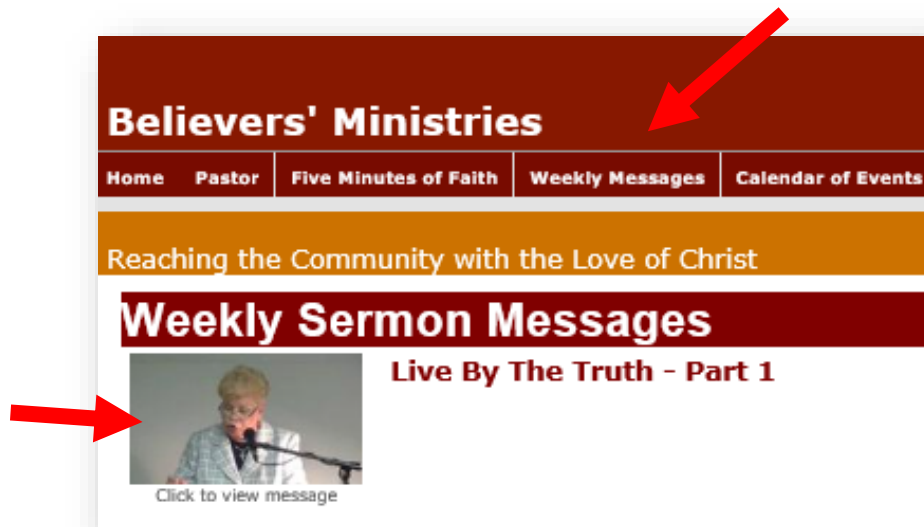 Believers' Ministries
Home Pastor Five Minutes of Faith Weekly Messages Calendar of Events
Reaching the Community with the Love of Christ
Weekly Sermon Messages
Live By The Truth - Part 1
Click to view message